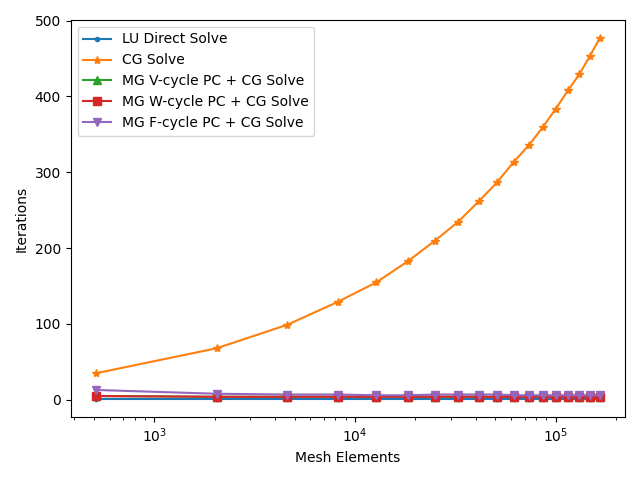 500
400
300
200
100
0
Iterations
LU Direct Solve
CG Solve
MG V-cycle PC + CG Solve
MG W-cycle PC + CG Solve
MG F-cycle PC + CG Solve
10³
10⁴
10⁵
Mesh Elements